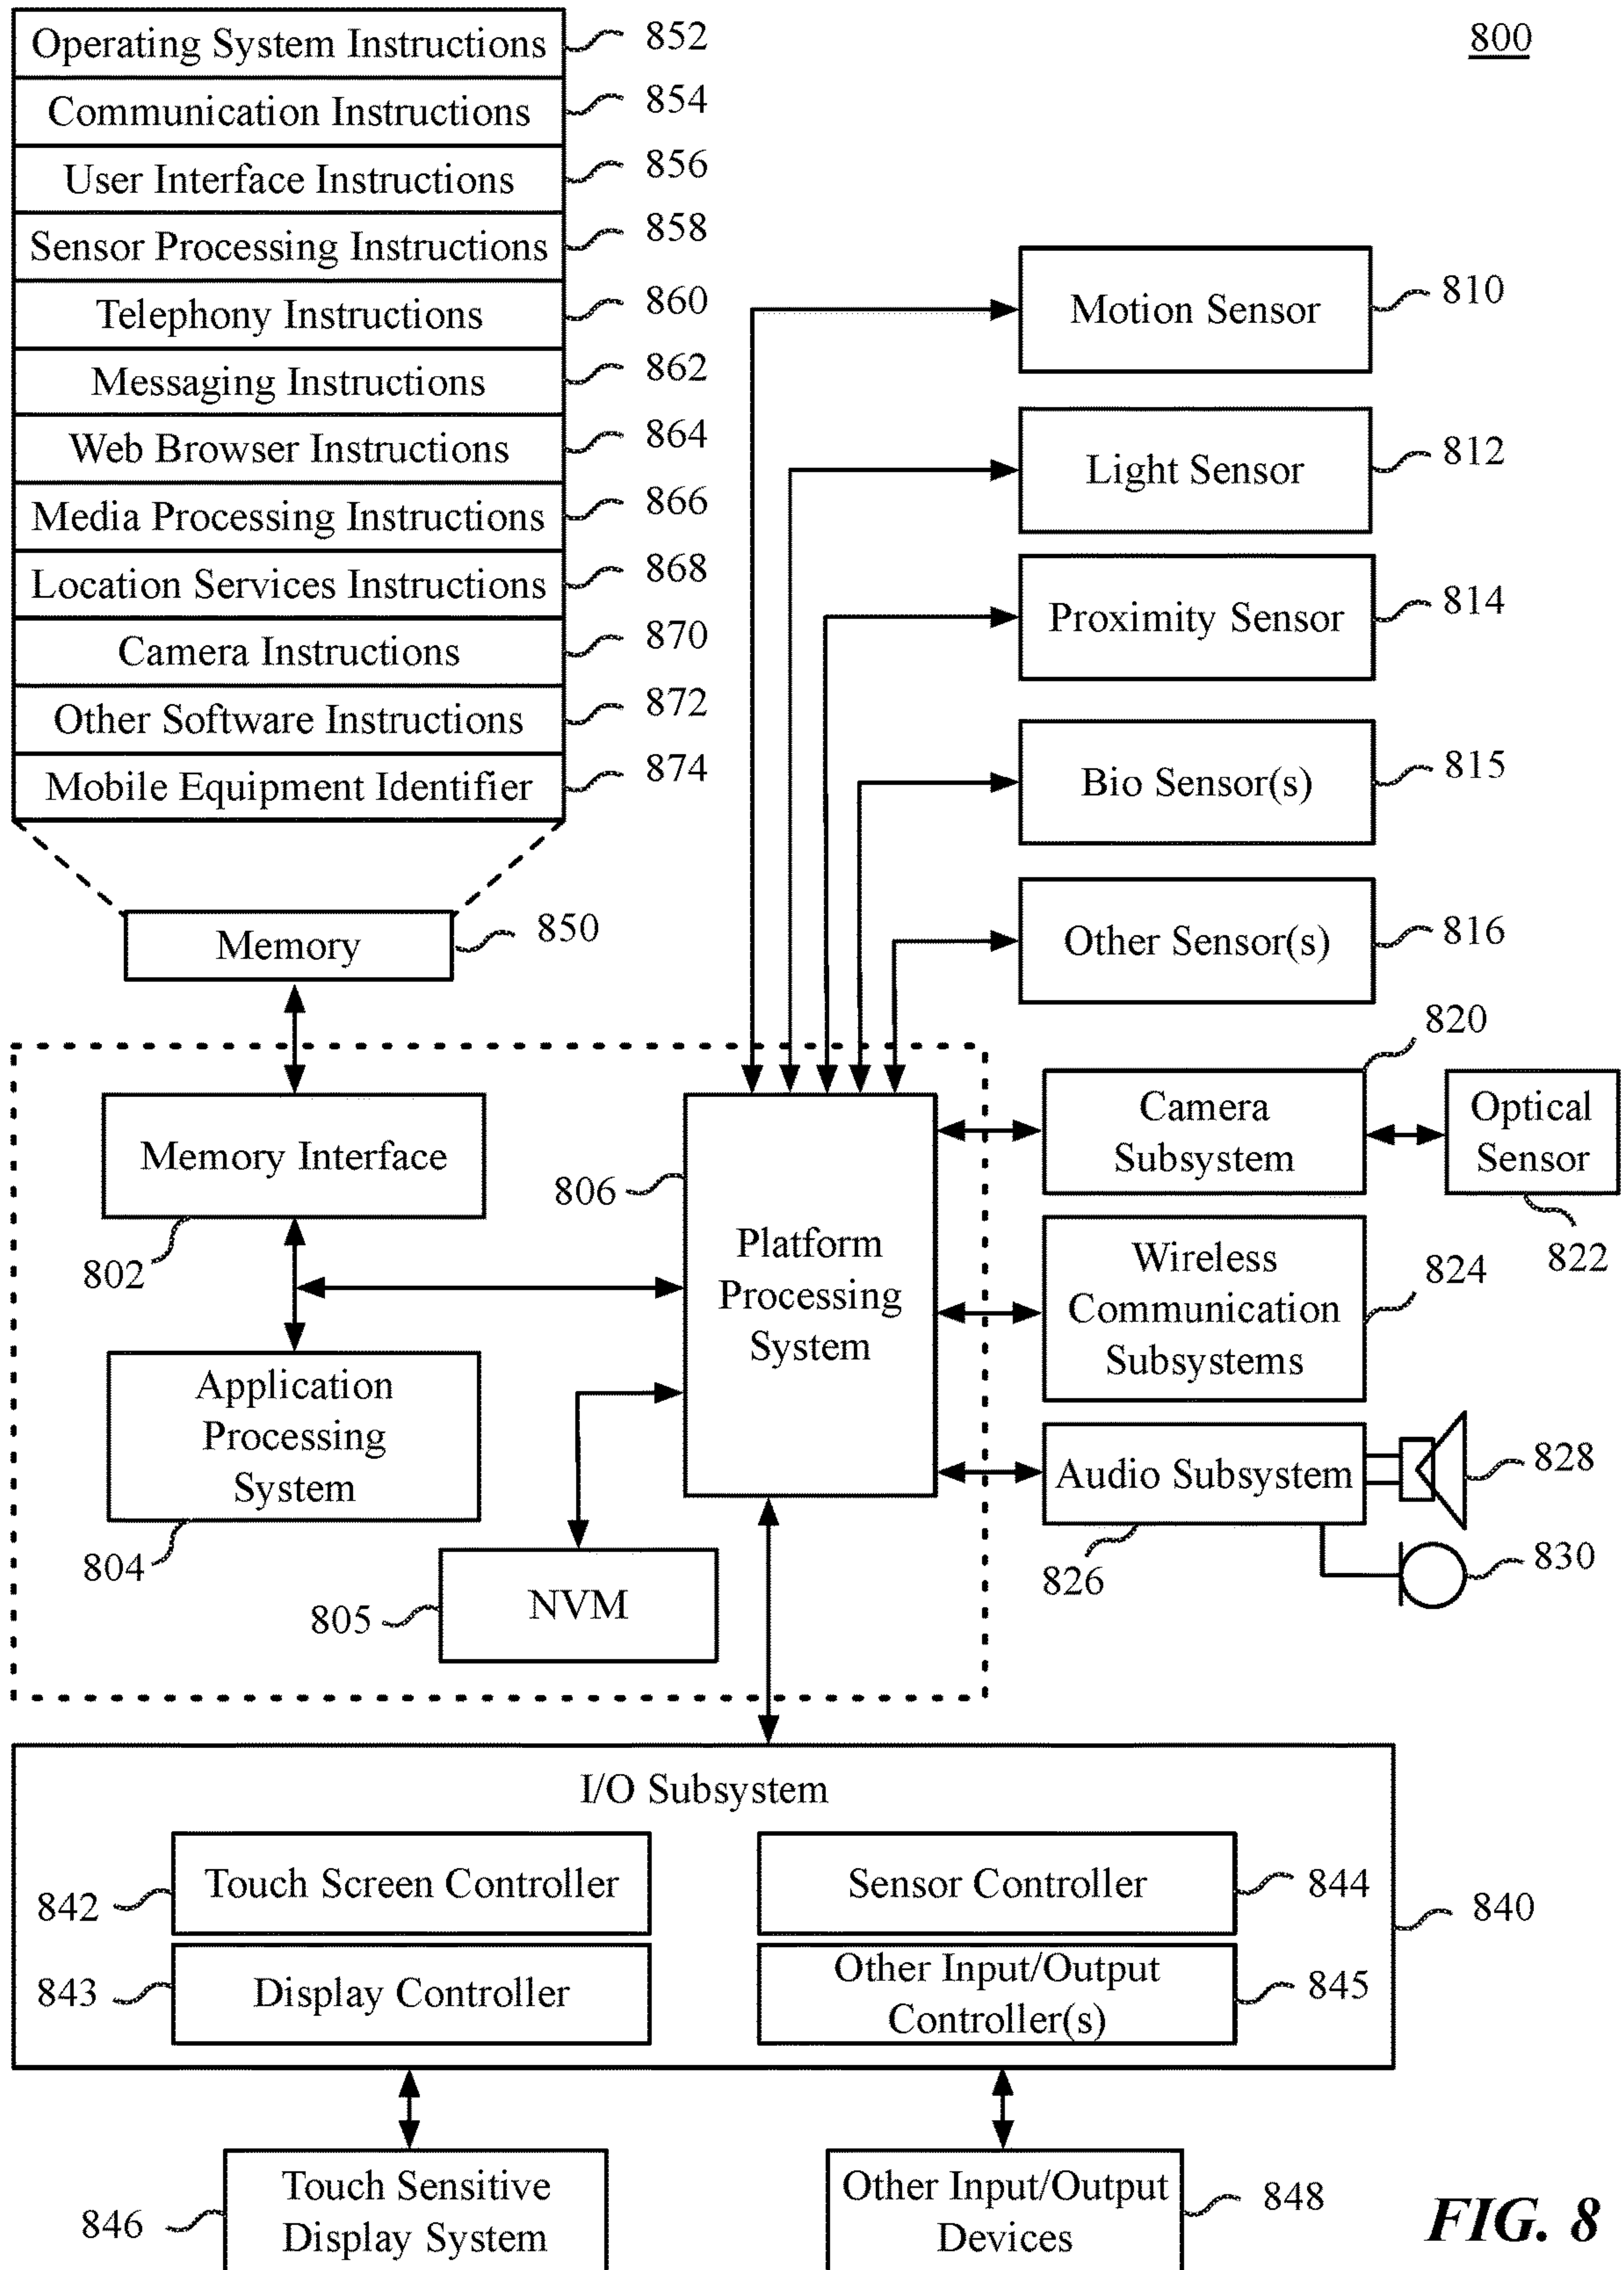 800
Operating System Instructions 852
Communication Instructions 854
User Interface Instructions 856
Sensor Processing Instructions 858
Telephony Instructions 860
Messaging Instructions 862
Web Browser Instructions 864
Media Processing Instructions 866
Location Services Instructions 868
Camera Instructions 870
Other Software Instructions 872
Mobile Equipment Identifier 874
Memory 850
Motion Sensor 810
Light Sensor 812
Proximity Sensor 814
Bio Sensor(s) 815
Other Sensor(s) 816
Memory Interface
802
Application
Processing
System
804
805 NVM
806
Platform
Processing
System
820
Camera
Subsystem
Optical
Sensor
822
Wireless
Communication
Subsystems
824
Audio Subsystem
826
828
830
I/O Subsystem
840
842 Touch Screen Controller
Sensor Controller 844
843 Display Controller
Other Input/Output
Controller(s)
845
846
Touch Sensitive
Display System
Other Input/Output
Devices
848
FIG. 8